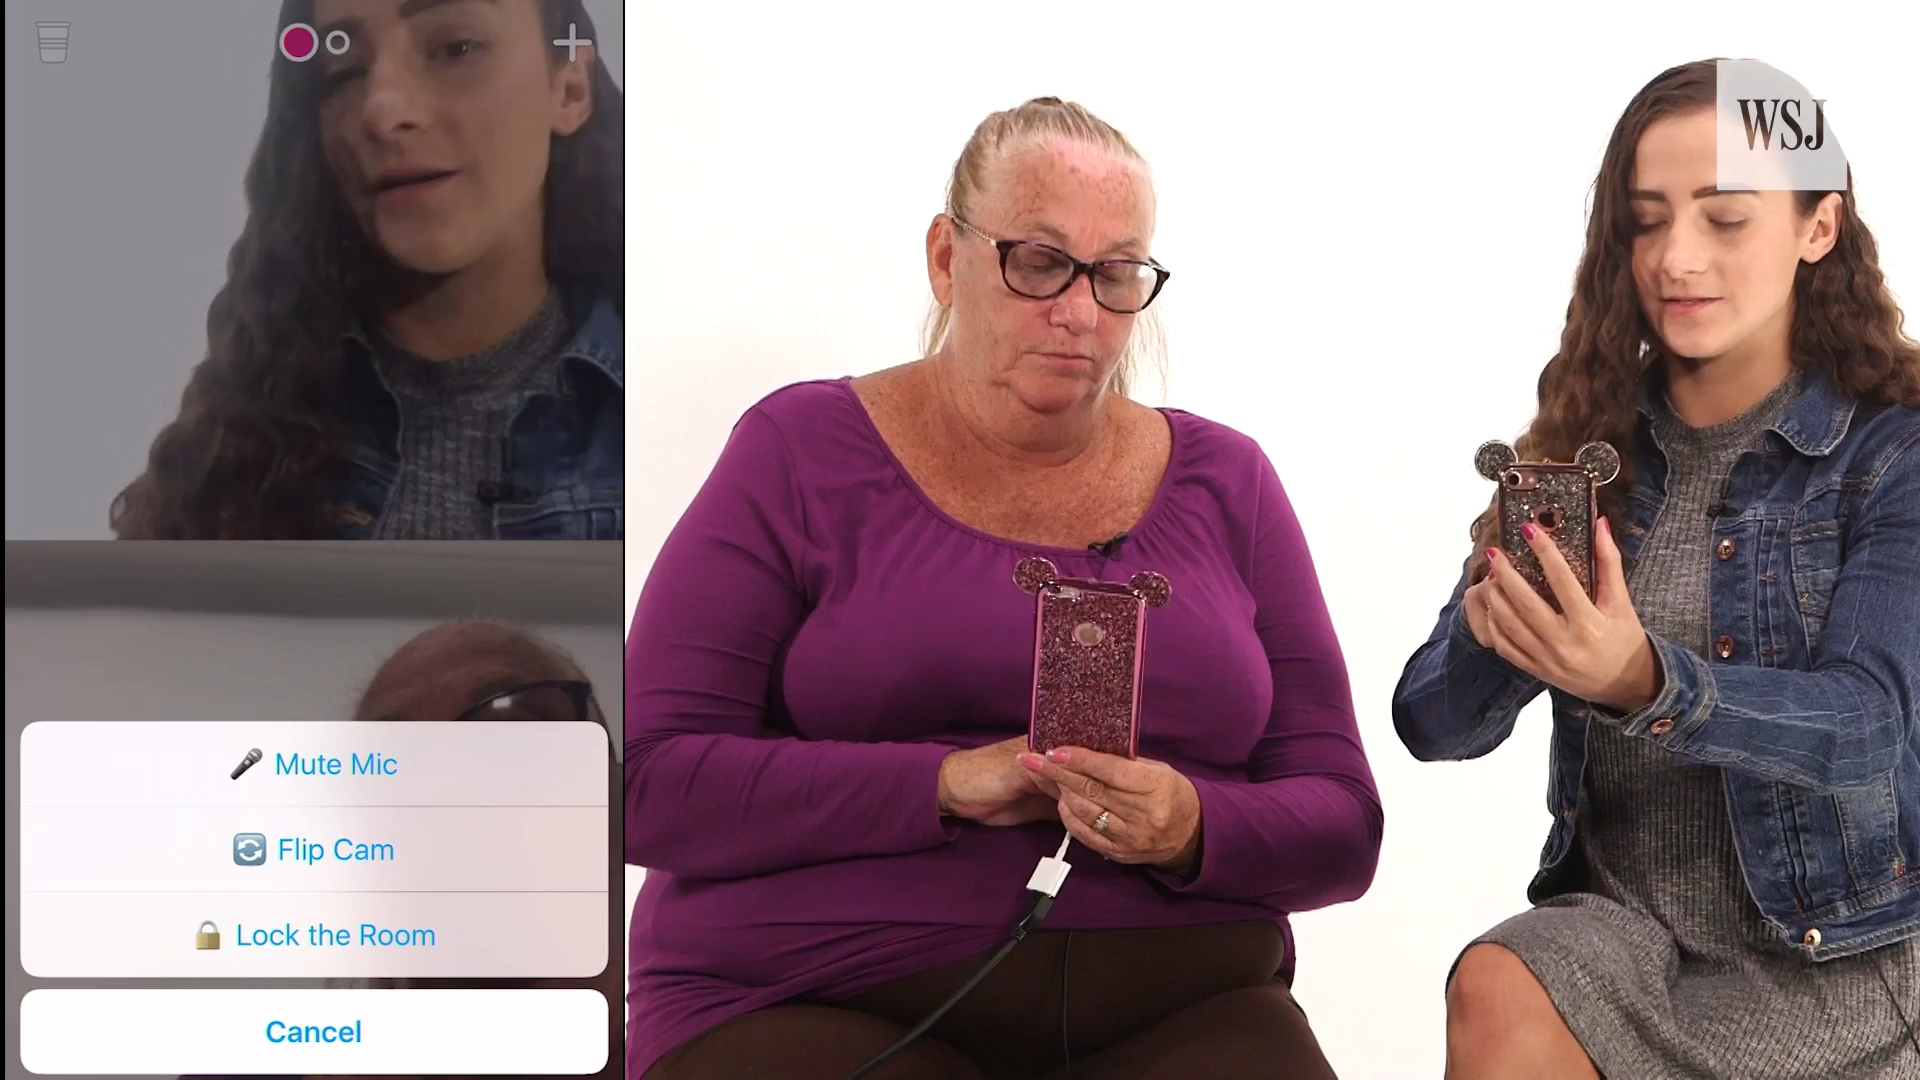 WSJ
🎤 Mute Mic
🔄 Flip Cam
🔒 Lock the Room
Cancel